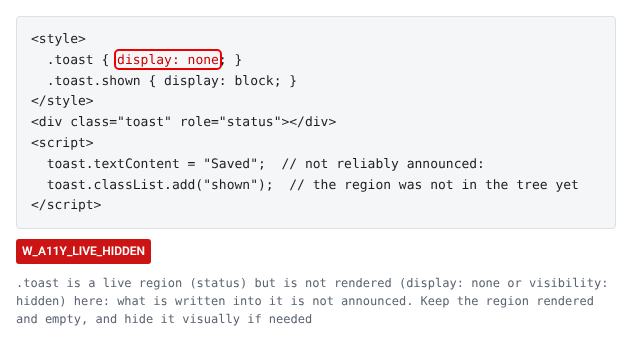 <style>
  .toast { display: none; }
  .toast.shown { display: block; }
</style>
<div class="toast" role="status"></div>
<script>
  toast.textContent = "Saved";  // not reliably announced:
  toast.classList.add("shown");  // the region was not in the tree yet
</script>
W_A11Y_LIVE_HIDDEN
.toast is a live region (status) but is not rendered (display: none or visibility:
hidden) here: what is written into it is not announced. Keep the region rendered
and empty, and hide it visually if needed